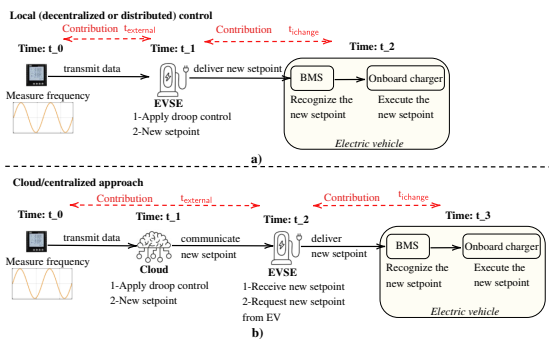 Local (decentralized or distributed) control
Contribution t_external
Contribution t_ichange
Time: t_0
Time: t_1
Time: t_2
transmit data
deliver new setpoint
BMS
Onboard charger
Measure frequency
EVSE
Recognize the
new setpoint
Execute the
new setpoint
1-Apply droop control
2-New setpoint
Electric vehicle
a)
Cloud/centralized approach
Contribution t_external
Contribution t_ichange
Time: t_0
Time: t_1
Time: t_2
Time: t_3
transmit data
communicate
new setpoint
deliver
new setpoint
BMS
Onboard charger
Measure frequency
Cloud
EVSE
Recognize the
new setpoint
Execute the
new setpoint
1-Apply droop control
2-New setpoint
1-Receive new setpoint
2-Request new setpoint
from EV
Electric vehicle
b)